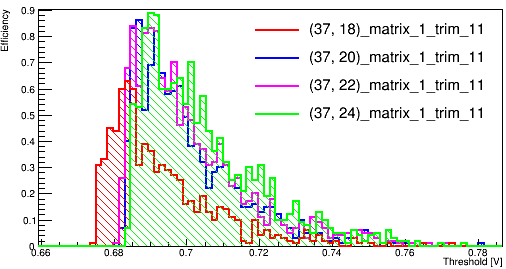 Efficiency
0.9
0.8
0.7
0.6
0.5
0.4
0.3
0.2
0.1
0
(37, 18)_matrix_1_trim_11
(37, 20)_matrix_1_trim_11
(37, 22)_matrix_1_trim_11
(37, 24)_matrix_1_trim_11
0.66 0.68 0.7 0.72 0.74 0.76 0.78
Threshold [V]